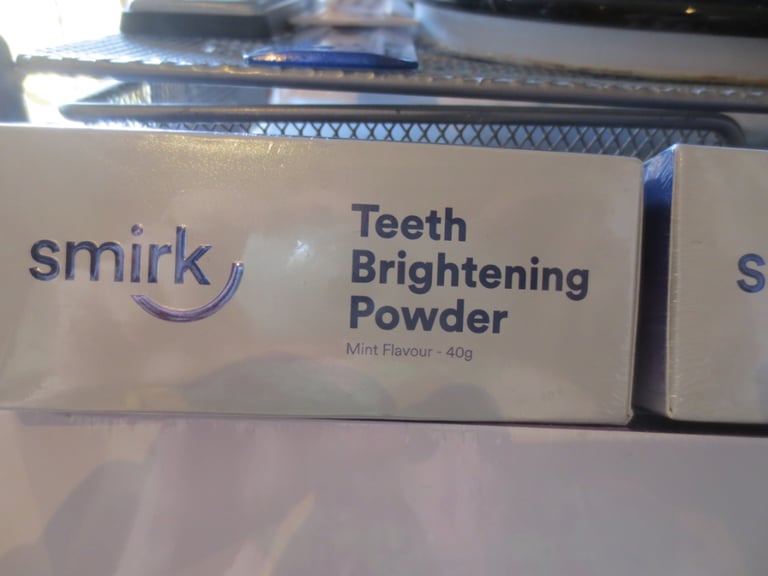 smirk
Teeth
Brightening
Powder
Mint Flavour - 40g
S